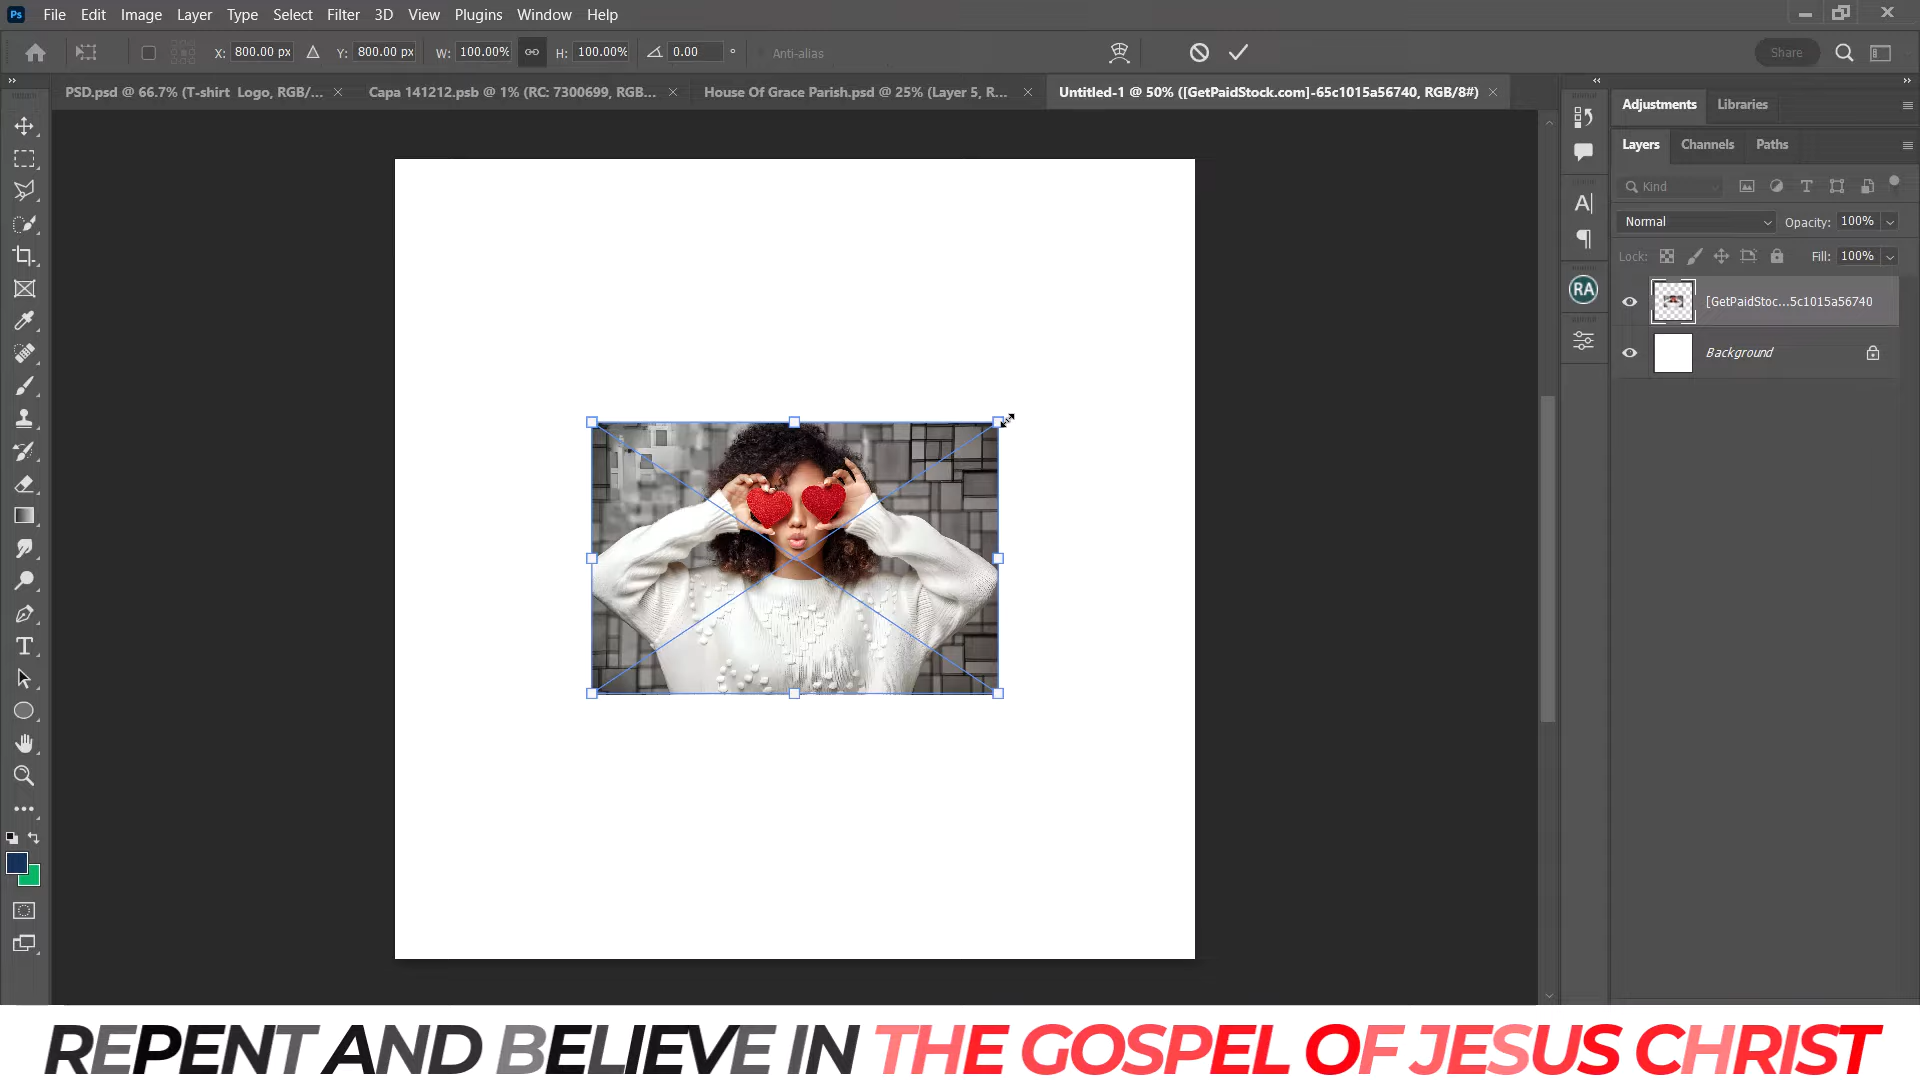 Ps File Edit Image Layer Type Select Filter 3D View Plugins Window Help
X: 800.00 px Y: 800.00 px W: 100.00% H: 100.00% 0.00 ° Anti-alias Share
PSD.psd @ 66.7% (T-shirt Logo, RGB/... × Capa 141212.psb @ 1% (RC: 7300699, RGB... × House Of Grace Parish.psd @ 25% (Layer 5, R... × Untitled-1 @ 50% ([GetPaidStock.com]-65c1015a56740, RGB/8#) ×
Adjustments Libraries
Layers Channels Paths
Kind
Normal Opacity: 100%
Lock: Fill: 100%
RA
[GetPaidStoc...5c1015a56740
Background
REPENT AND BELIEVE IN THE GOSPEL OF JESUS CHRIST